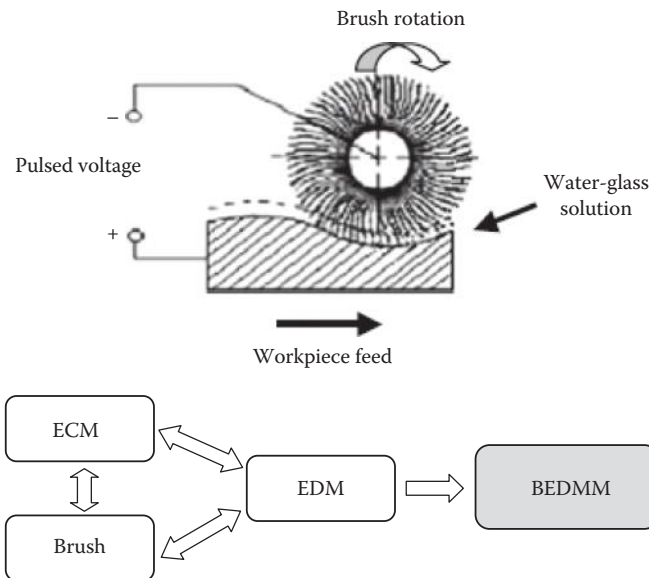 Brush rotation
−
Pulsed voltage
+
Water-glass
solution
Workpiece feed
ECM
EDM
BEDMM
Brush